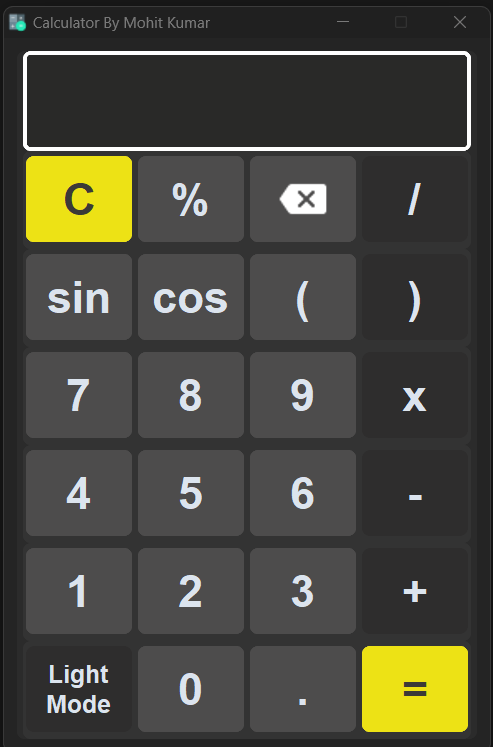 Calculator By Mohit Kumar
C % /
sin cos ( )
7 8 9 x
4 5 6 -
1 2 3 +
Light
Mode
0 . =